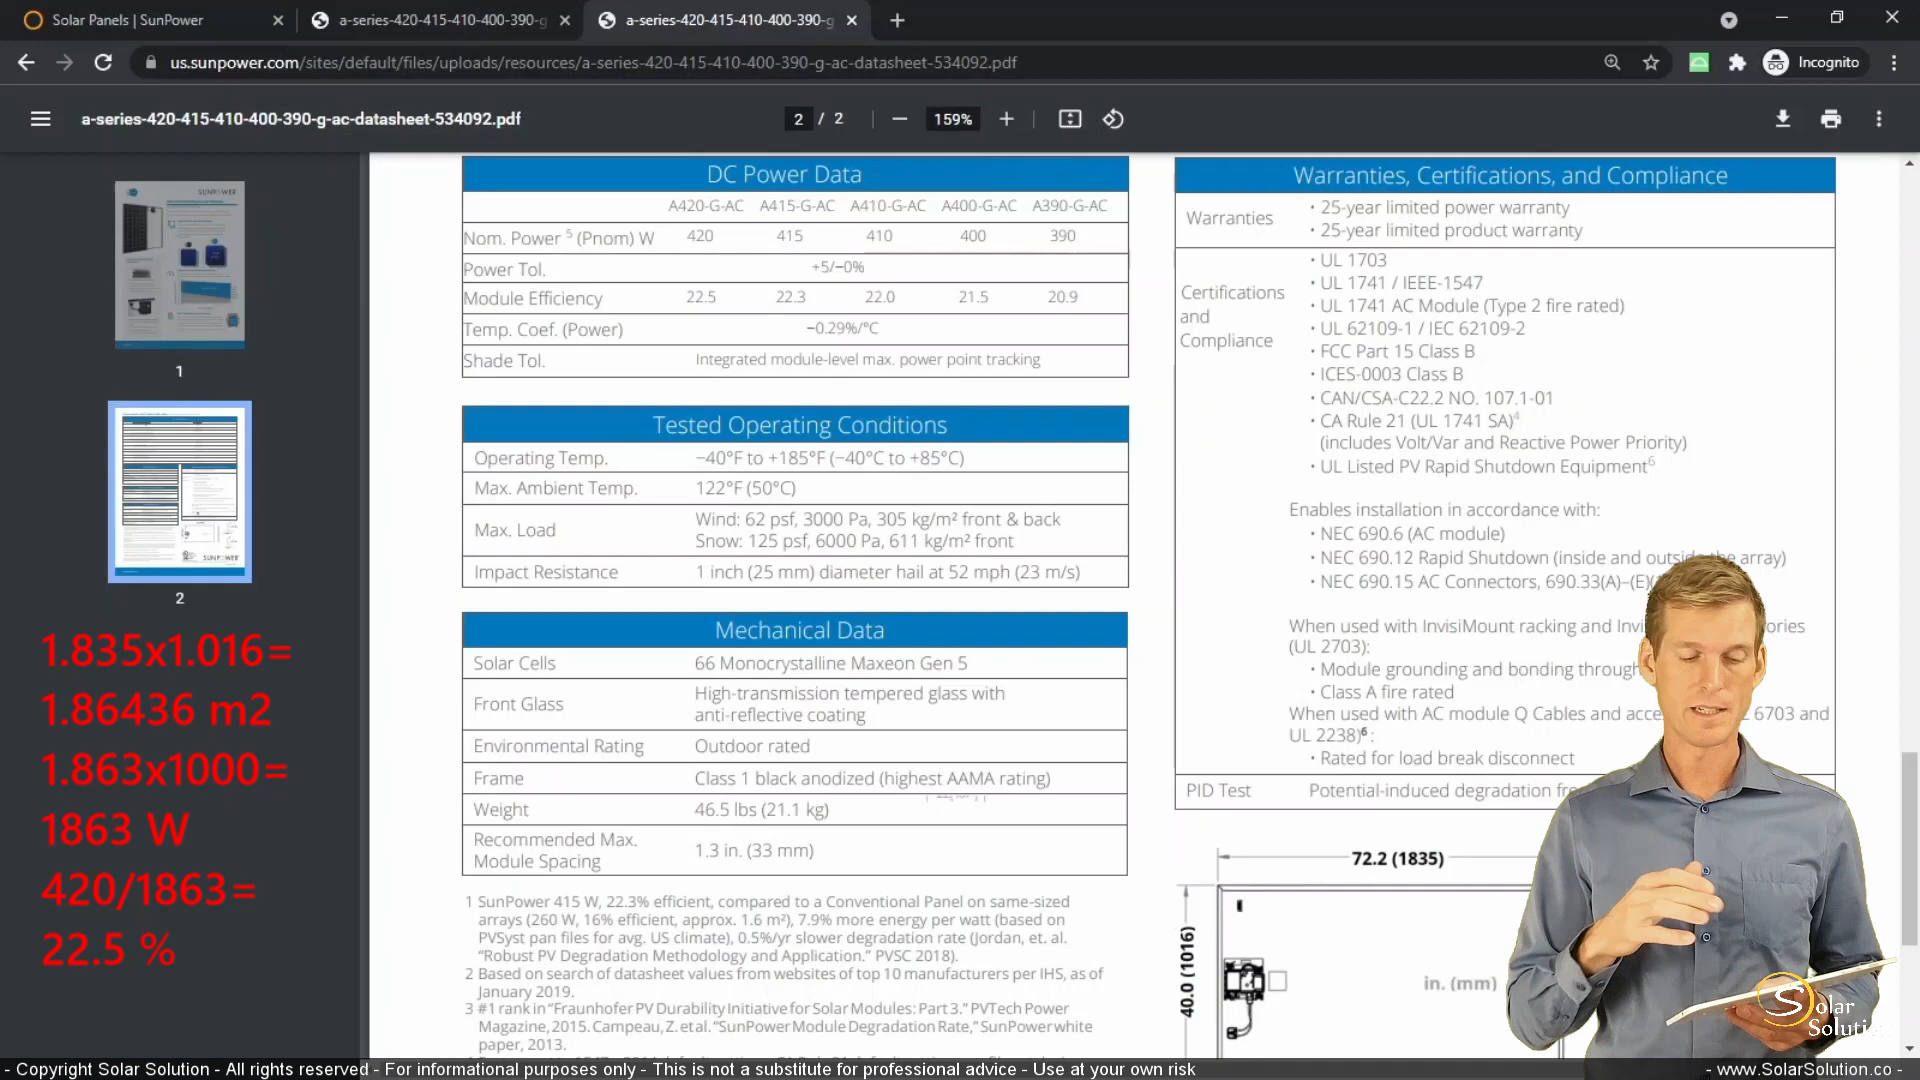 Solar Panels | SunPower
a-series-420-415-410-400-390-g
a-series-420-415-410-400-390-g
us.sunpower.com/sites/default/files/uploads/resources/a-series-420-415-410-400-390-g-ac-datasheet-534092.pdf
Incognito
a-series-420-415-410-400-390-g-ac-datasheet-534092.pdf
2 / 2
159%
SUNPOWER
1
SUNPOWER
2
1.835x1.016=
1.86436 m2
1.863x1000=
1863 W
420/1863=
22.5 %
DC Power Data
A420-G-AC A415-G-AC A410-G-AC A400-G-AC A390-G-AC
Nom. Power 5 (Pnom) W 420 415 410 400 390
Power Tol. +5/−0%
Module Efficiency 22.5 22.3 22.0 21.5 20.9
Temp. Coef. (Power) −0.29%/°C
Shade Tol. Integrated module-level max. power point tracking
Tested Operating Conditions
Operating Temp. −40°F to +185°F (−40°C to +85°C)
Max. Ambient Temp. 122°F (50°C)
Max. Load Wind: 62 psf, 3000 Pa, 305 kg/m² front & back
Snow: 125 psf, 6000 Pa, 611 kg/m² front
Impact Resistance 1 inch (25 mm) diameter hail at 52 mph (23 m/s)
Mechanical Data
Solar Cells 66 Monocrystalline Maxeon Gen 5
Front Glass High-transmission tempered glass with
anti-reflective coating
Environmental Rating Outdoor rated
Frame Class 1 black anodized (highest AAMA rating)
Weight 46.5 lbs (21.1 kg)
Recommended Max.
Module Spacing 1.3 in. (33 mm)
1 SunPower 415 W, 22.3% efficient, compared to a Conventional Panel on same-sized
arrays (260 W, 16% efficient, approx. 1.6 m²), 7.9% more energy per watt (based on
PVSyst pan files for avg. US climate), 0.5%/yr slower degradation rate (Jordan, et. al.
"Robust PV Degradation Methodology and Application." PVSC 2018).
2 Based on search of datasheet values from websites of top 10 manufacturers per IHS, as of
January 2019.
3 #1 rank in "Fraunhofer PV Durability Initiative for Solar Modules: Part 3." PVTech Power
Magazine, 2015. Campeau, Z. et al. "SunPower Module Degradation Rate," SunPower white
paper, 2013.
Warranties, Certifications, and Compliance
Warranties
• 25-year limited power warranty
• 25-year limited product warranty
Certifications
and
Compliance
• UL 1703
• UL 1741 / IEEE-1547
• UL 1741 AC Module (Type 2 fire rated)
• UL 62109-1 / IEC 62109-2
• FCC Part 15 Class B
• ICES-0003 Class B
• CAN/CSA-C22.2 NO. 107.1-01
• CA Rule 21 (UL 1741 SA)4
(includes Volt/Var and Reactive Power Priority)
• UL Listed PV Rapid Shutdown Equipment6
Enables installation in accordance with:
• NEC 690.6 (AC module)
• NEC 690.12 Rapid Shutdown (inside and outside the array)
• NEC 690.15 AC Connectors, 690.33(A)–(E)(
When used with InvisiMount racking and Invi ories
(UL 2703):
• Module grounding and bonding through
• Class A fire rated
When used with AC module Q Cables and acce L 6703 and
UL 2238)6 :
• Rated for load break disconnect
PID Test Potential-induced degradation fr
72.2 (1835)
40.0 (1016)
in. (mm)
Solar
Soluti
- Copyright Solar Solution - All rights reserved - For informational purposes only - This is not a substitute for professional advice - Use at your own risk
- www.SolarSolution.co -